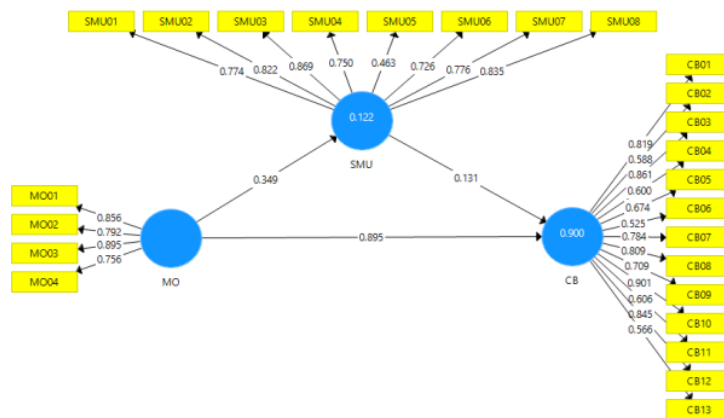 SMU01 SMU02 SMU03 SMU04 SMU05 SMU06 SMU07 SMU08
0.774 0.822 0.869 0.750 0.463 0.726 0.776 0.835
0.122
SMU
0.349
0.131
MO01
MO02
MO03
MO04
0.856
0.792
0.895
0.756
MO
0.895
0.900
CB
0.819
0.588
0.861
0.600
0.674
0.525
0.784
0.809
0.709
0.901
0.606
0.845
0.566
CB01
CB02
CB03
CB04
CB05
CB06
CB07
CB08
CB09
CB10
CB11
CB12
CB13